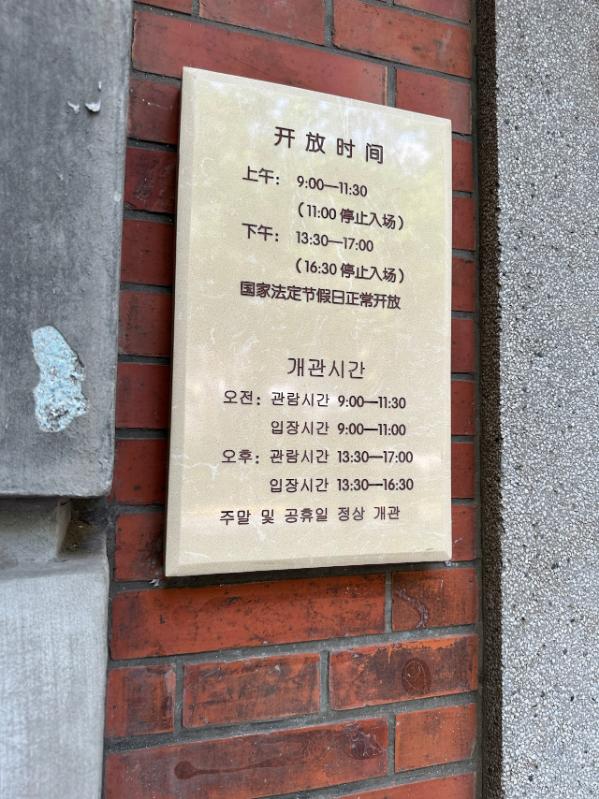 开放时间
上午： 9:00—11:30
（11:00 停止入场）
下午： 13:30—17:00
（16:30 停止入场）
国家法定节假日正常开放
개관시간
오전: 관람시간 9:00—11:30
입장시간 9:00—11:00
오후: 관람시간 13:30—17:00
입장시간 13:30—16:30
주말 및 공휴일 정상 개관